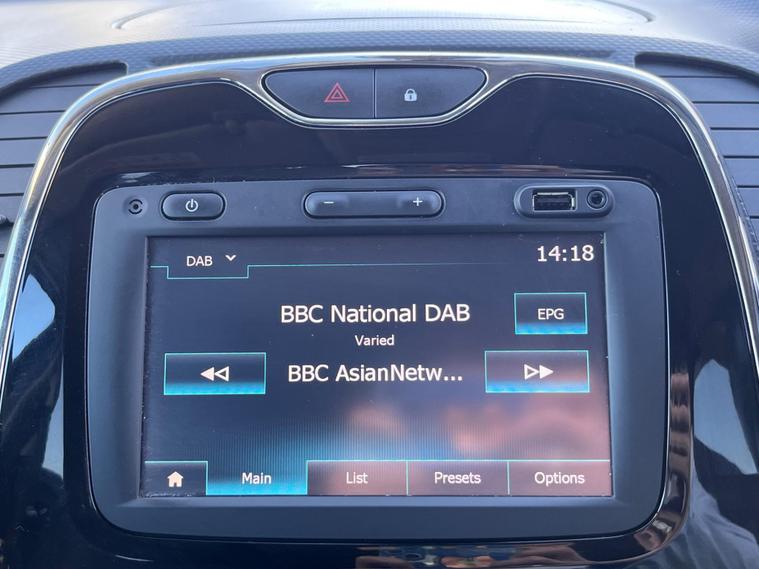 − +
DAB
14:18
BBC National DAB
EPG
Varied
BBC AsianNetw...
Main
List
Presets
Options